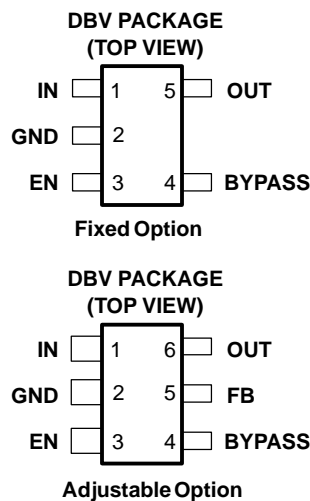 DBV PACKAGE
(TOP VIEW)
IN 1 5 OUT
GND 2
EN 3 4 BYPASS
Fixed Option
DBV PACKAGE
(TOP VIEW)
IN 1 6 OUT
GND 2 5 FB
EN 3 4 BYPASS
Adjustable Option